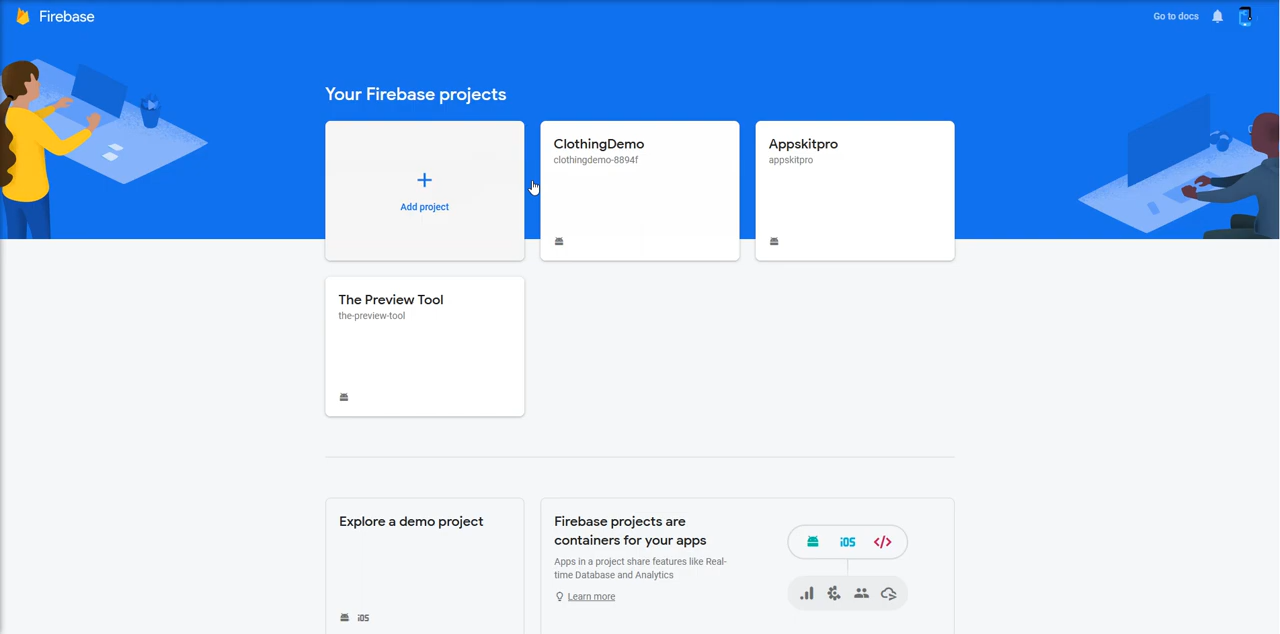 Firebase
Go to docs
Your Firebase projects
Add project
ClothingDemo
clothingdemo-8894f
Appskitpro
appskitpro
The Preview Tool
the-preview-tool
Explore a demo project
iOS
Firebase projects are
containers for your apps
Apps in a project share features like Real-
time Database and Analytics
Learn more
iOS </>